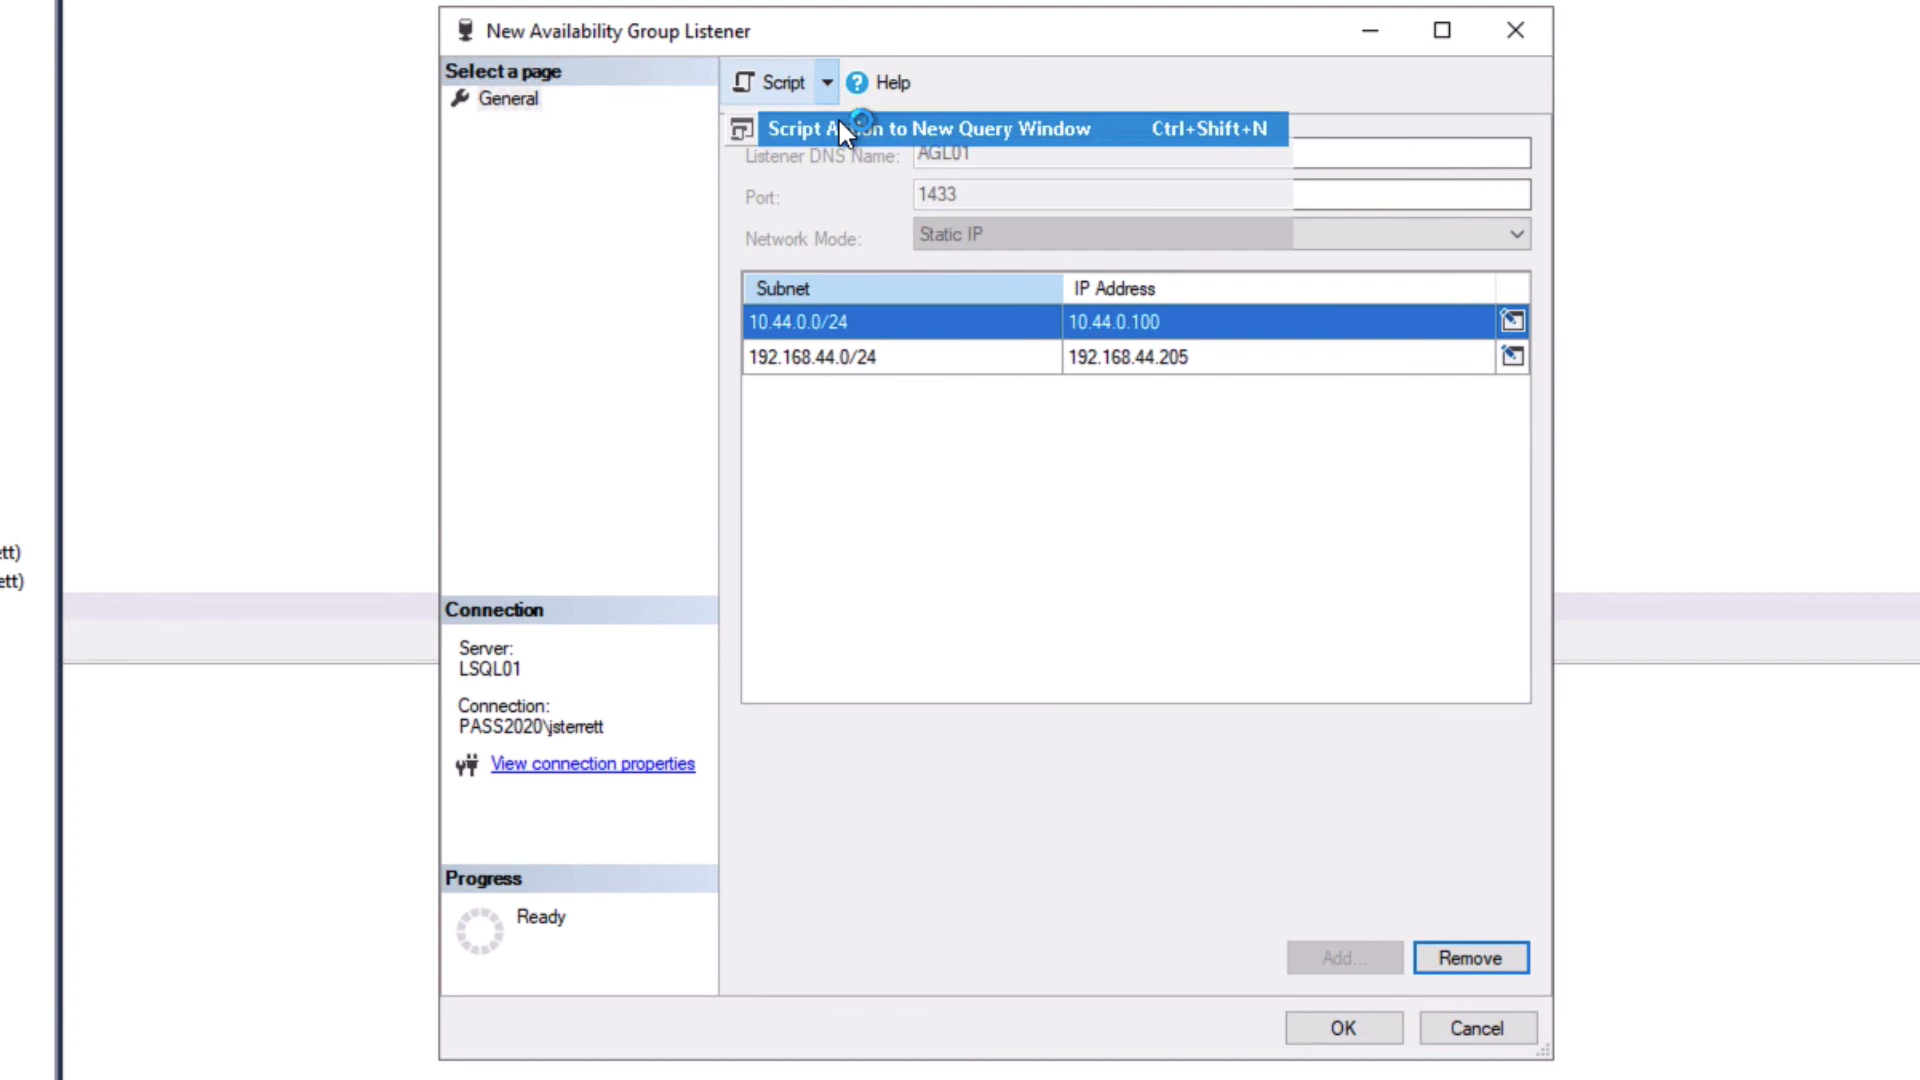 New Availability Group Listener
Select a page
General
Script
Help
Script Action to New Query Window Ctrl+Shift+N
Listener DNS Name: AGL01
Port: 1433
Network Mode: Static IP
Subnet IP Address
10.44.0.0/24 10.44.0.100
192.168.44.0/24 192.168.44.205
ett)
ett)
Connection
Server:
LSQL01
Connection:
PASS2020\jsterrett
View connection properties
Progress
Ready
Add... Remove
OK Cancel